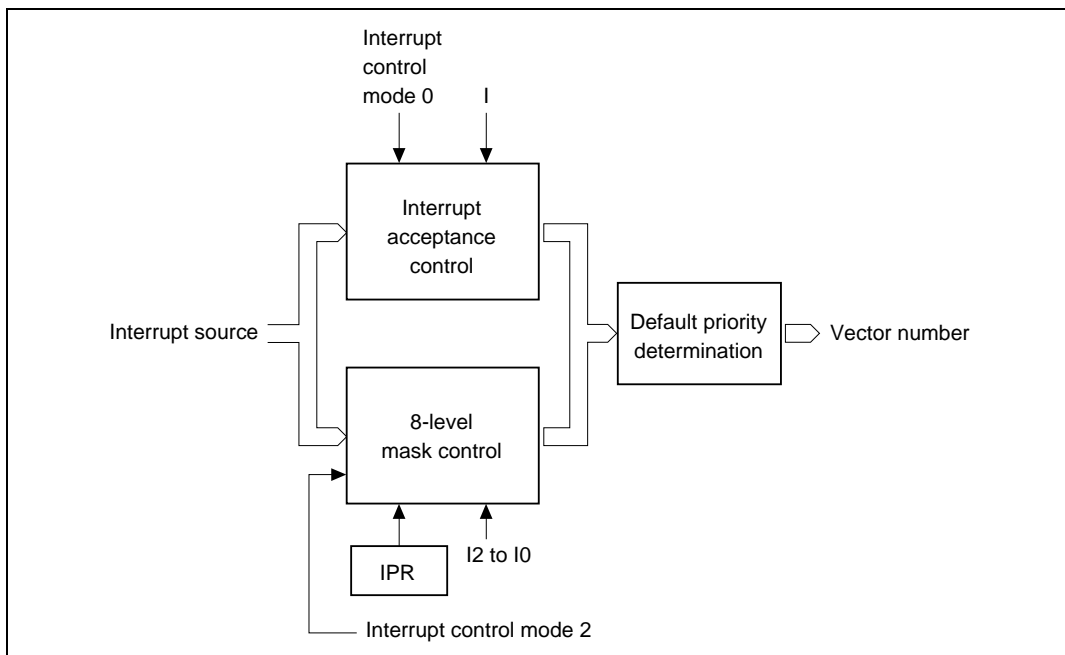 Interrupt
control
mode 0
I
Interrupt
acceptance
control
Interrupt source
Default priority
determination
Vector number
8-level
mask control
IPR
I2 to I0
Interrupt control mode 2